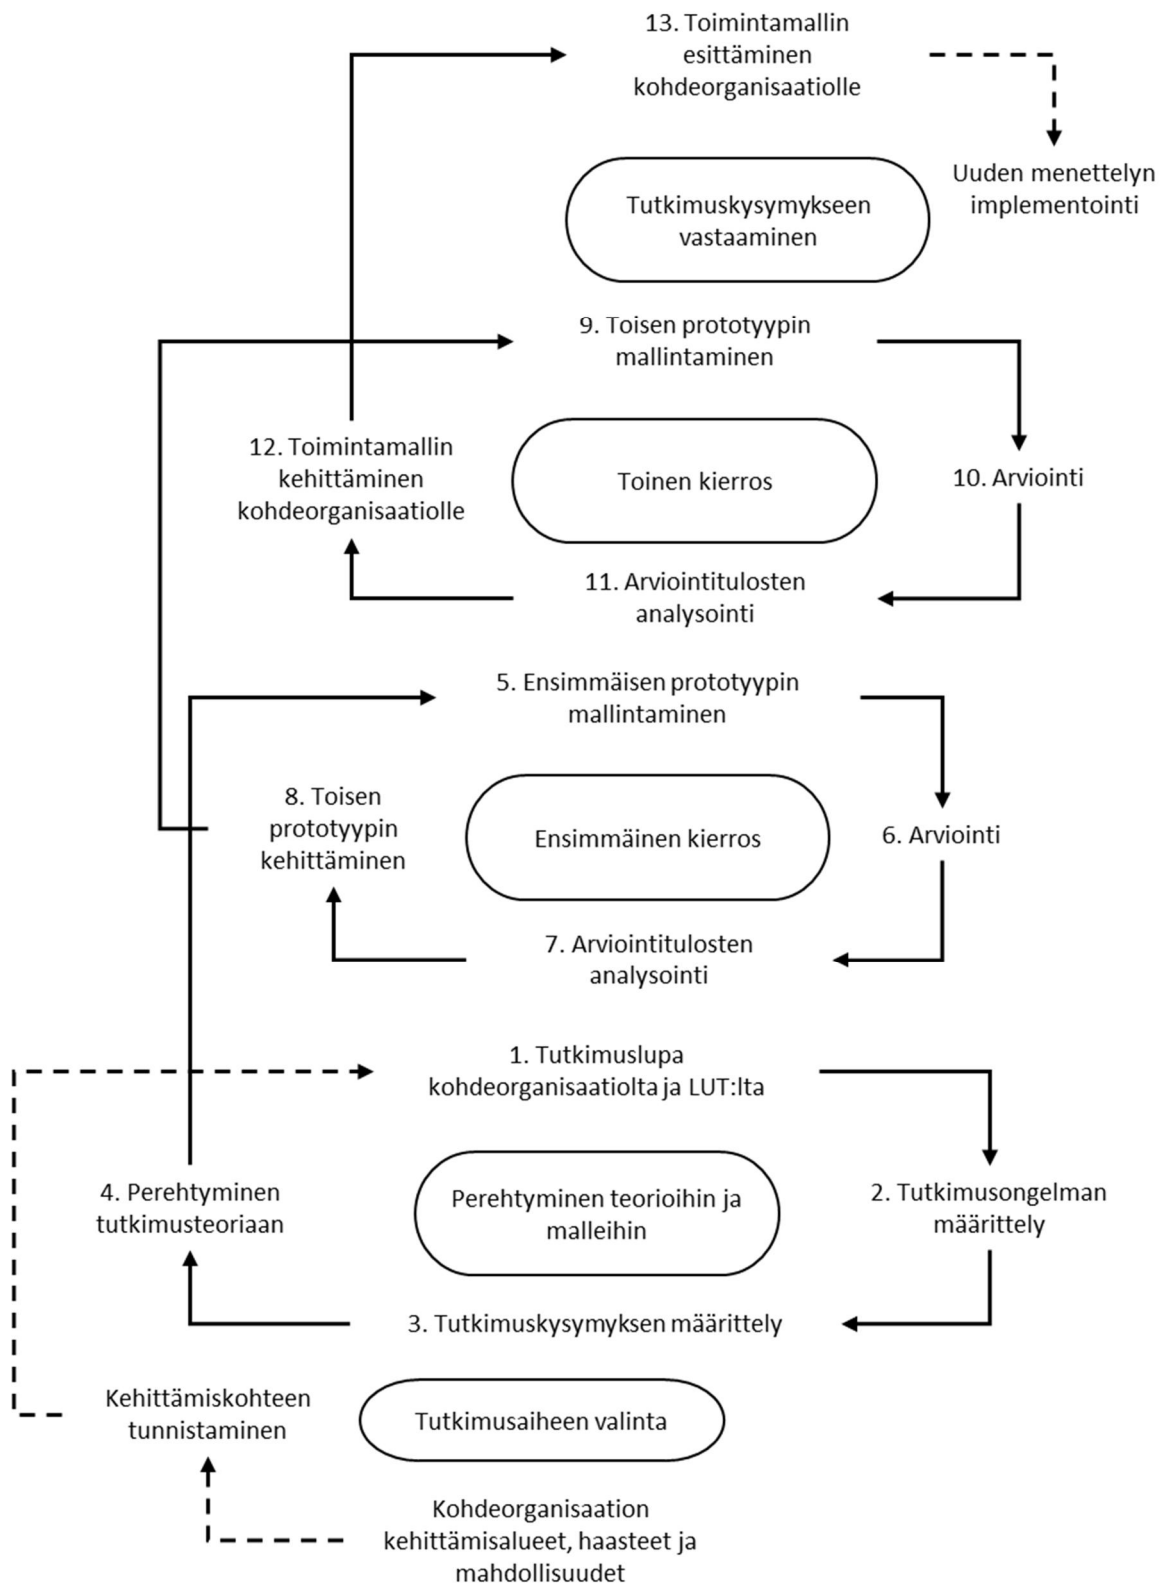 13. Toimintamallin
esittäminen
kohdeorganisaatiolle
Uuden menettelyn
implementointi
Tutkimuskysymykseen
vastaaminen
9. Toisen prototyypin
mallintaminen
12. Toimintamallin
kehittäminen
kohdeorganisaatiolle
Toinen kierros
10. Arviointi
11. Arviointitulosten
analysointi
5. Ensimmäisen prototyypin
mallintaminen
8. Toisen
prototyypin
kehittäminen
Ensimmäinen kierros
6. Arviointi
7. Arviointitulosten
analysointi
1. Tutkimuslupa
kohdeorganisaatiolta ja LUT:lta
4. Perehtyminen
tutkimusteoriaan
Perehtyminen teorioihin ja
malleihin
2. Tutkimusongelman
määrittely
3. Tutkimuskysymyksen määrittely
Kehittämiskohteen
tunnistaminen
Tutkimusaiheen valinta
Kohdeorganisaation
kehittämisalueet, haasteet ja
mahdollisuudet